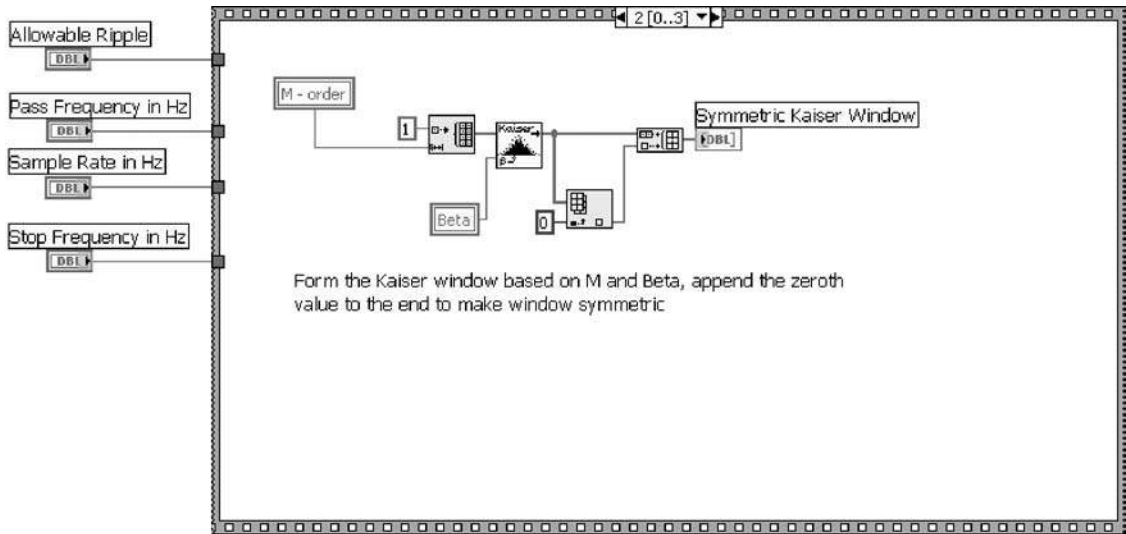 2 [0..3]
Allowable Ripple
DBL
Pass Frequency in Hz
DBL
Sample Rate in Hz
DBL
Stop Frequency in Hz
DBL
M - order
1
Kaiser
β
Beta
0
Symmetric Kaiser Window
[DBL]
Form the Kaiser window based on M and Beta, append the zeroth
value to the end to make window symmetric